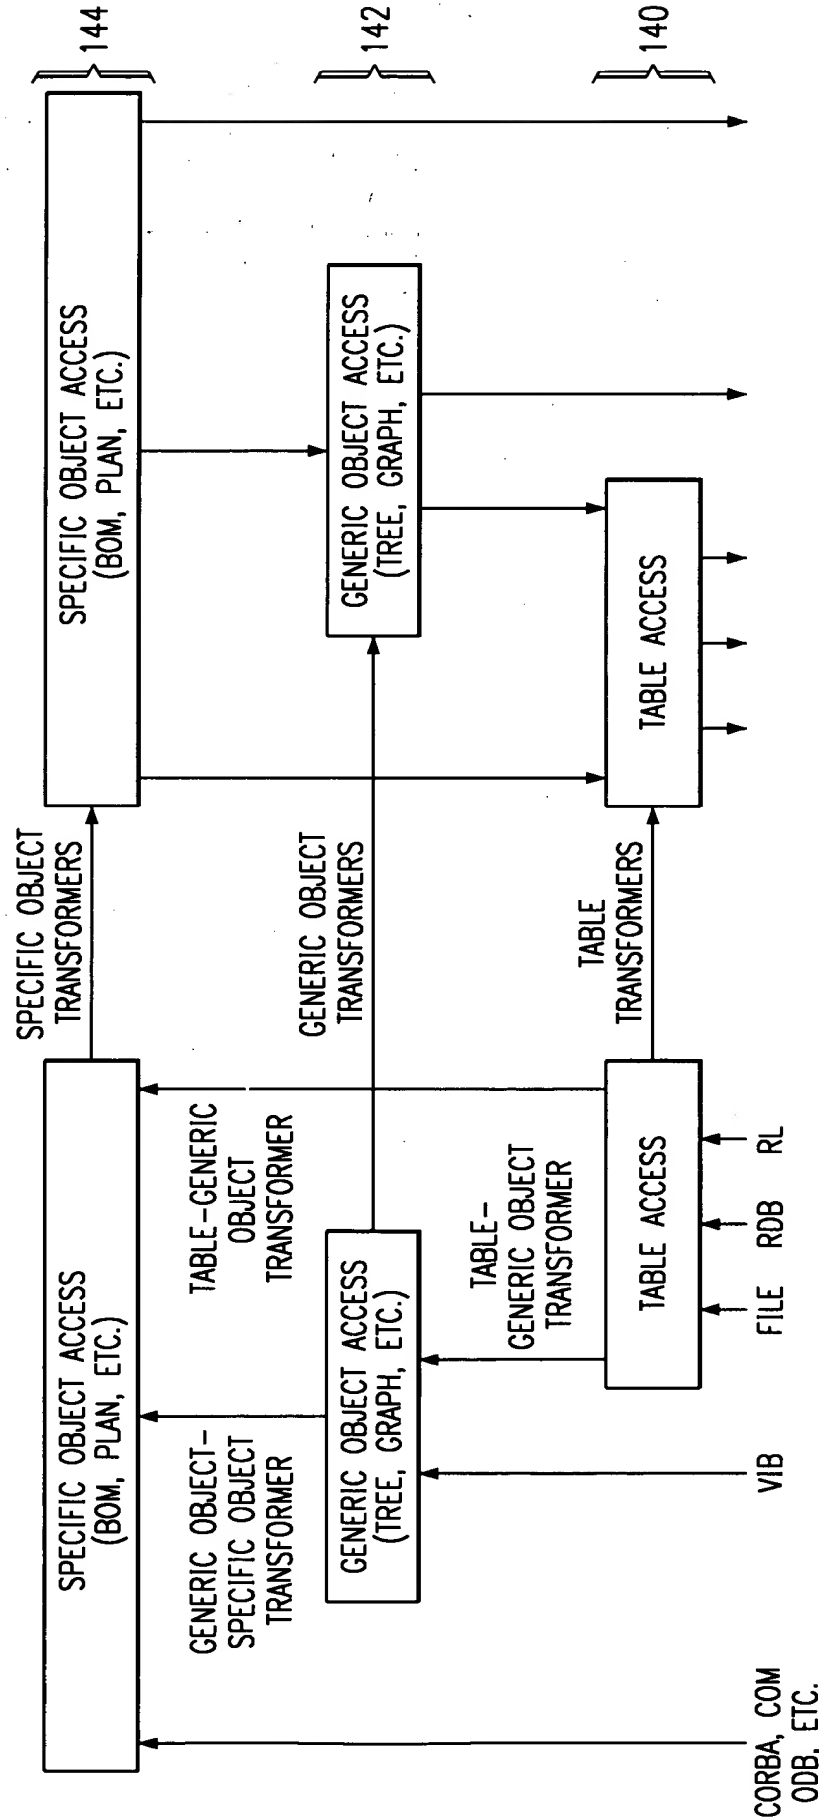 SPECIFIC OBJECT ACCESS
(BOM, PLAN, ETC.)
SPECIFIC OBJECT
TRANSFORMERS
SPECIFIC OBJECT ACCESS
(BOM, PLAN, ETC.)
144
GENERIC OBJECT-
SPECIFIC OBJECT
TRANSFORMER
TABLE-GENERIC
OBJECT
TRANSFORMER
GENERIC OBJECT ACCESS
(TREE, GRAPH, ETC.)
GENERIC OBJECT
TRANSFORMERS
GENERIC OBJECT ACCESS
(TREE, GRAPH, ETC.)
142
TABLE-
GENERIC OBJECT
TRANSFORMER
TABLE ACCESS
TABLE
TRANSFORMERS
TABLE ACCESS
140
CORBA, COM
ODB, ETC.
VIB
FILE
RDB
RL